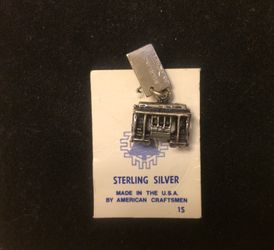 STERLING SILVER
MADE IN THE U.S.A.
BY AMERICAN CRAFTSMEN
15